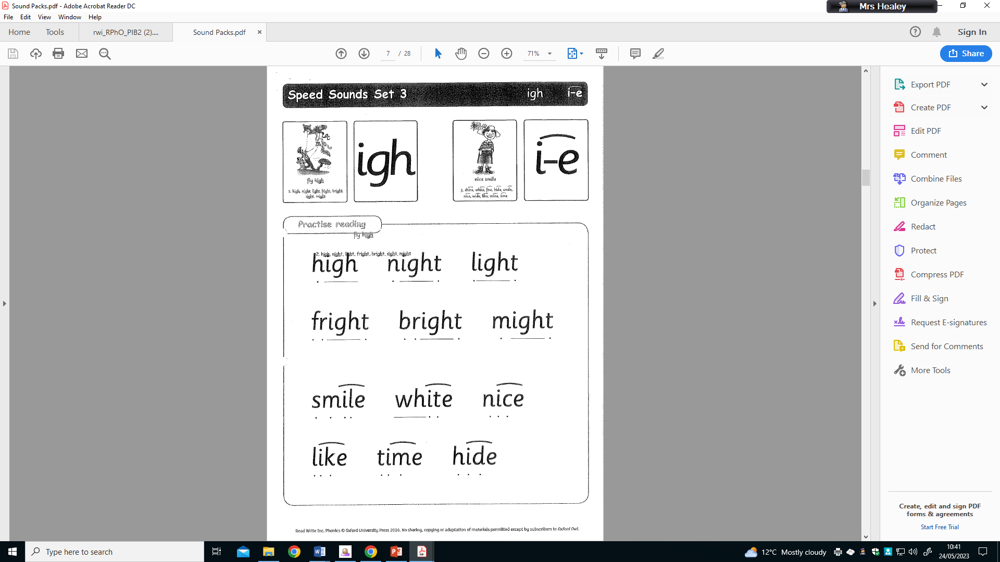 Sound Packs.pdf - Adobe Acrobat Reader DC
Mrs Healey
File Edit View Window Help
Home Tools rwi_RPhO_PIB2 (2).... Sound Packs.pdf
Sign In
7 / 28
71%
Share
Speed Sounds Set 3 igh i-e
igh
i-e
fly high
2. high, night, light, fright, bright,
sight, might
nice smile
3. shine, white, fine, hide, smile,
nice, wide, like, mine, time
Practise reading
fly high
2. high, night, light, fright, bright, sight, might
high night light
fright bright might
smile white nice
like time hide
Read Write Inc. Phonics © Oxford University Press 2016. No sharing, copying or adaptation of materials permitted except by subscribers to Oxford Owl.
Export PDF
Create PDF
Edit PDF
Comment
Combine Files
Organize Pages
Redact
Protect
Compress PDF
Fill & Sign
Request E-signatures
Send for Comments
More Tools
Create, edit and sign PDF
forms & agreements
Start Free Trial
Type here to search
12°C Mostly cloudy
10:41
24/05/2023